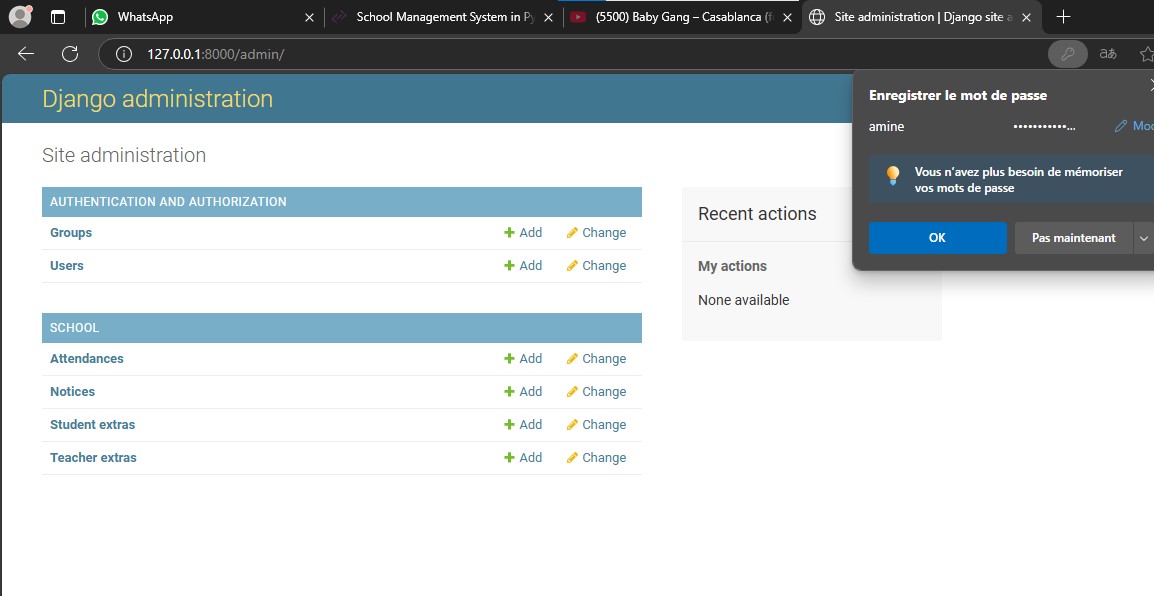 WhatsApp
School Management System in Py
(5500) Baby Gang – Casablanca (f
Site administration | Django site a
127.0.0.1:8000/admin/
aあ
Django administration
Enregistrer le mot de passe
amine ............…
Mod
Vous n'avez plus besoin de mémoriser
vos mots de passe
OK Pas maintenant
Site administration
AUTHENTICATION AND AUTHORIZATION
Groups Add Change
Users Add Change
SCHOOL
Attendances Add Change
Notices Add Change
Student extras Add Change
Teacher extras Add Change
Recent actions
My actions
None available